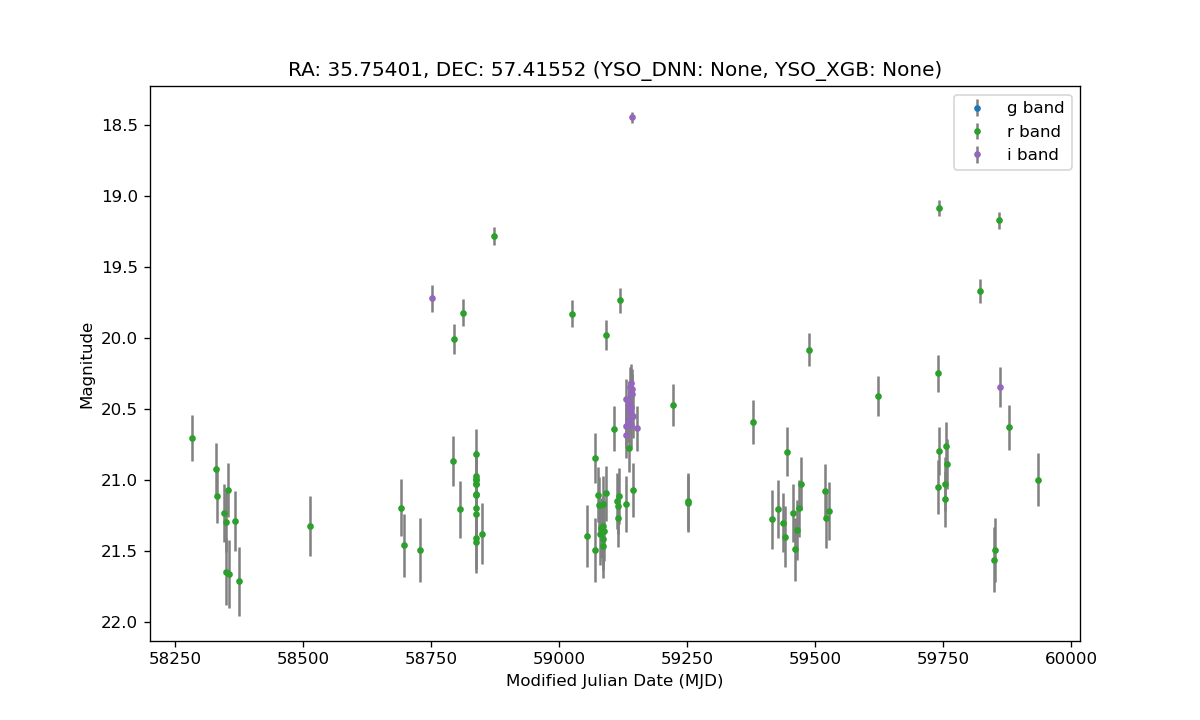 RA: 35.75401, DEC: 57.41552 (YSO_DNN: None, YSO_XGB: None)
g band
r band
i band
18.5
19.0
19.5
20.0
20.5
21.0
21.5
22.0
Magnitude
58250 58500 58750 59000 59250 59500 59750 60000
Modified Julian Date (MJD)